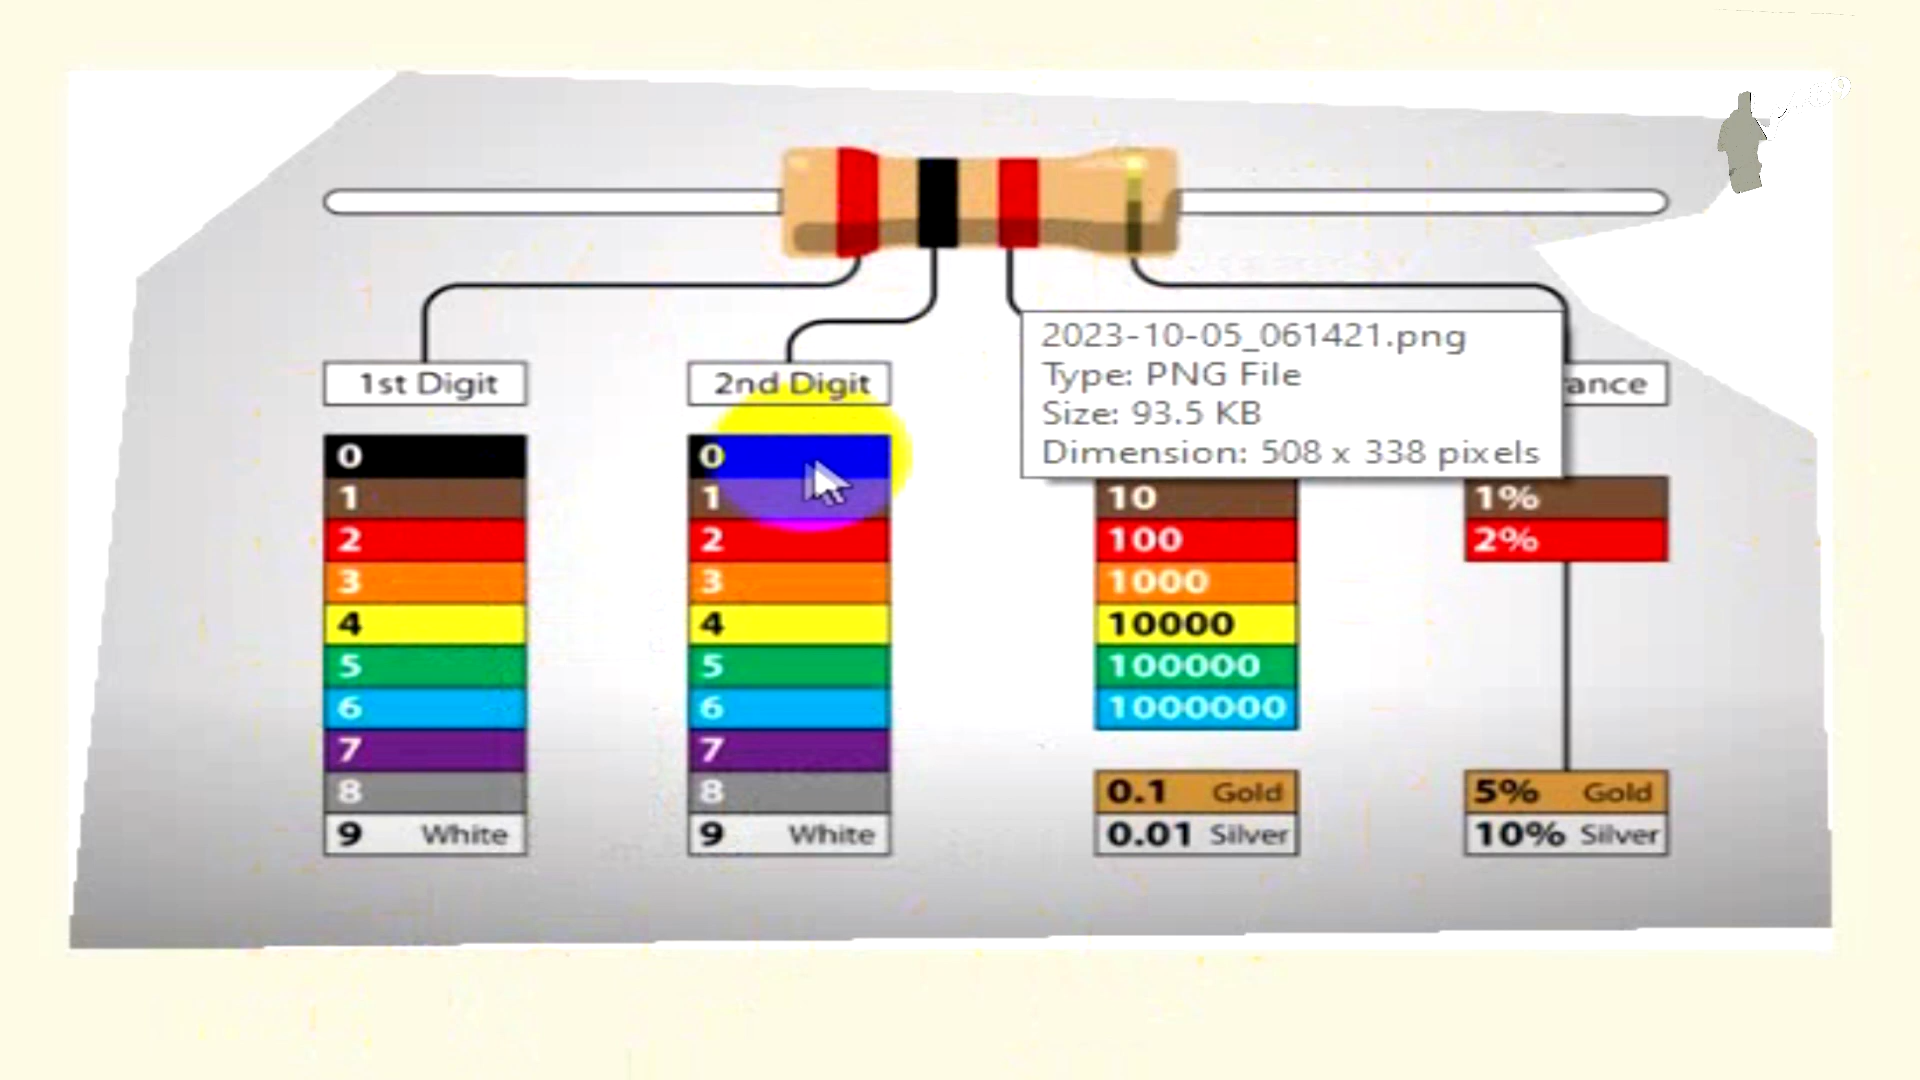 1st Digit
2nd Digit
2023-10-05_061421.png
Type: PNG File
Size: 93.5 KB
Dimension: 508 x 338 pixels
0
1
2
3
4
5
6
7
8
9 White
0
1
2
3
4
5
6
7
8
9 White
10
100
1000
10000
100000
1000000
0.1 Gold
0.01 Silver
1%
2%
5% Gold
10% Silver